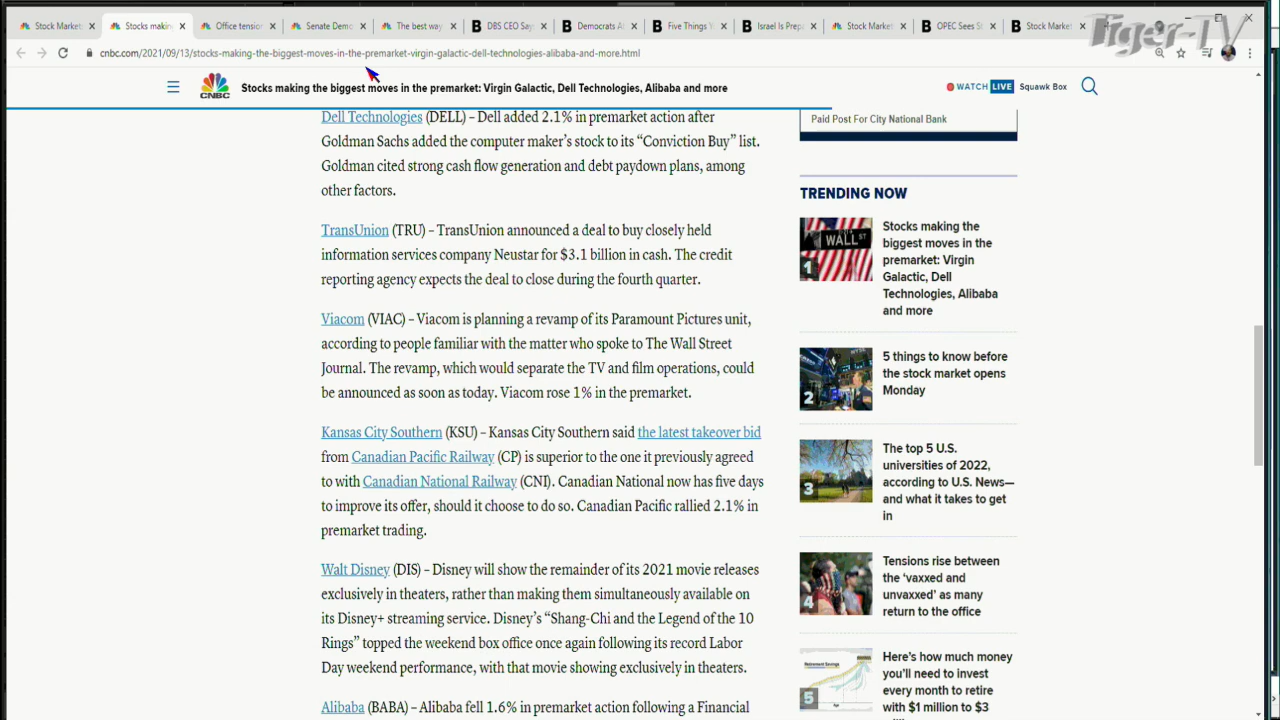 Stock Market
Stocks making
Office tension
Senate Demo
The best way
DBS CEO Say
Democrats A
Five Things Y
Israel Is Prepa
Stock Market
OPEC Sees S
Stock Market
Tiger-TV
cnbc.com/2021/09/13/stocks-making-the-biggest-moves-in-the-premarket-virgin-galactic-dell-technologies-alibaba-and-more.html
CNBC
Stocks making the biggest moves in the premarket: Virgin Galactic, Dell Technologies, Alibaba and more
WATCH LIVE Squawk Box
Dell Technologies (DELL) – Dell added 2.1% in premarket action after
Goldman Sachs added the computer maker's stock to its “Conviction Buy” list.
Goldman cited strong cash flow generation and debt paydown plans, among
other factors.
TransUnion (TRU) – TransUnion announced a deal to buy closely held
information services company Neustar for $3.1 billion in cash. The credit
reporting agency expects the deal to close during the fourth quarter.
Viacom (VIAC) – Viacom is planning a revamp of its Paramount Pictures unit,
according to people familiar with the matter who spoke to The Wall Street
Journal. The revamp, which would separate the TV and film operations, could
be announced as soon as today. Viacom rose 1% in the premarket.
Kansas City Southern (KSU) – Kansas City Southern said the latest takeover bid
from Canadian Pacific Railway (CP) is superior to the one it previously agreed
to with Canadian National Railway (CNI). Canadian National now has five days
to improve its offer, should it choose to do so. Canadian Pacific rallied 2.1% in
premarket trading.
Walt Disney (DIS) – Disney will show the remainder of its 2021 movie releases
exclusively in theaters, rather than making them simultaneously available on
its Disney+ streaming service. Disney's “Shang-Chi and the Legend of the 10
Rings” topped the weekend box office once again following its record Labor
Day weekend performance, with that movie showing exclusively in theaters.
Alibaba (BABA) – Alibaba fell 1.6% in premarket action following a Financial
Paid Post For City National Bank
TRENDING NOW
WALL ST
1
Stocks making the
biggest moves in the
premarket: Virgin
Galactic, Dell
Technologies, Alibaba
and more
2
5 things to know before
the stock market opens
Monday
3
The top 5 U.S.
universities of 2022,
according to U.S. News—
and what it takes to get
in
4
Tensions rise between
the ‘vaxxed and
unvaxxed’ as many
return to the office
Retirement Savings
5
Here's how much money
you'll need to invest
every month to retire
with $1 million to $3